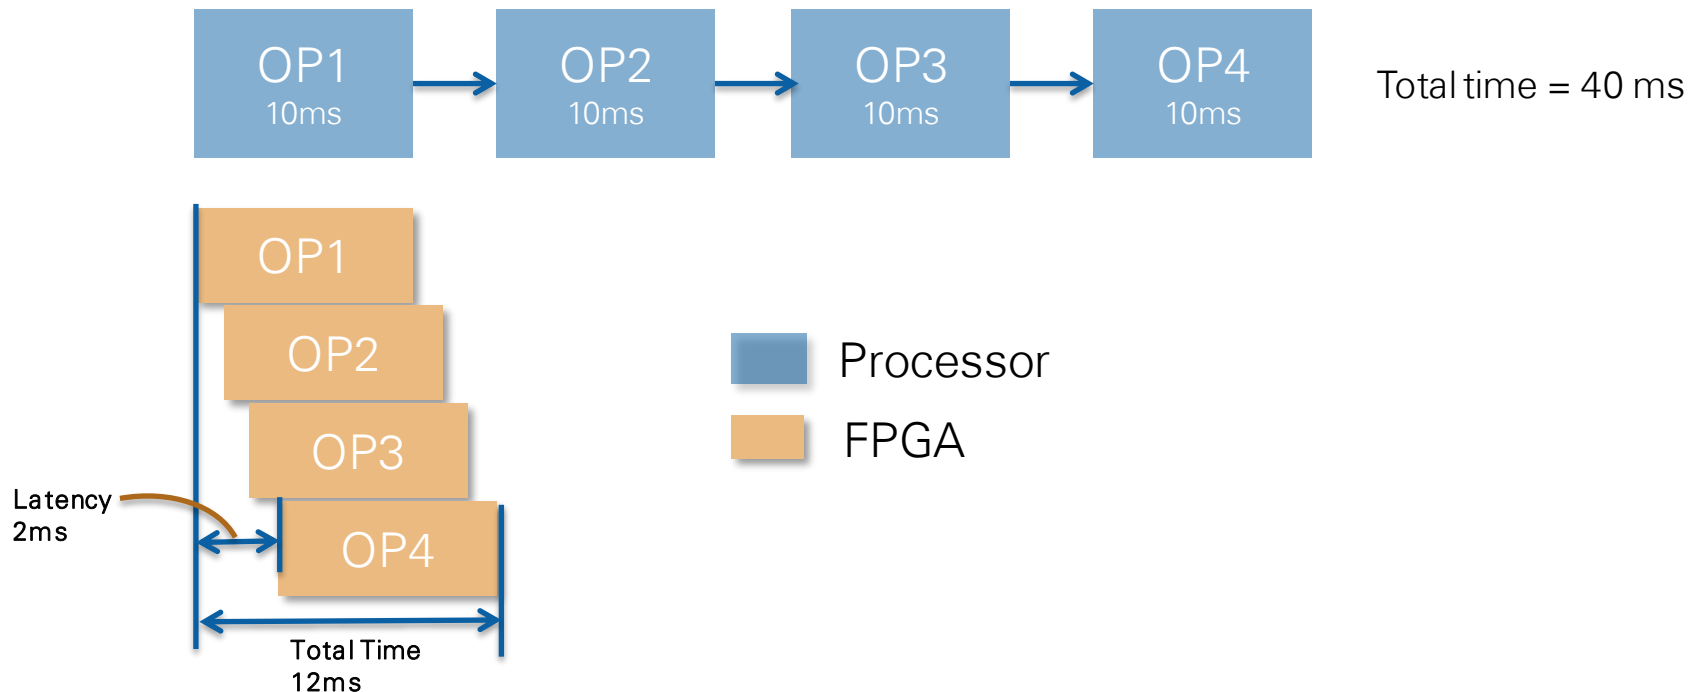 OP1
10ms
OP2
10ms
OP3
10ms
OP4
10ms
Total time = 40 ms
OP1
OP2
OP3
OP4
Latency
2ms
Total Time
12ms
Processor
FPGA